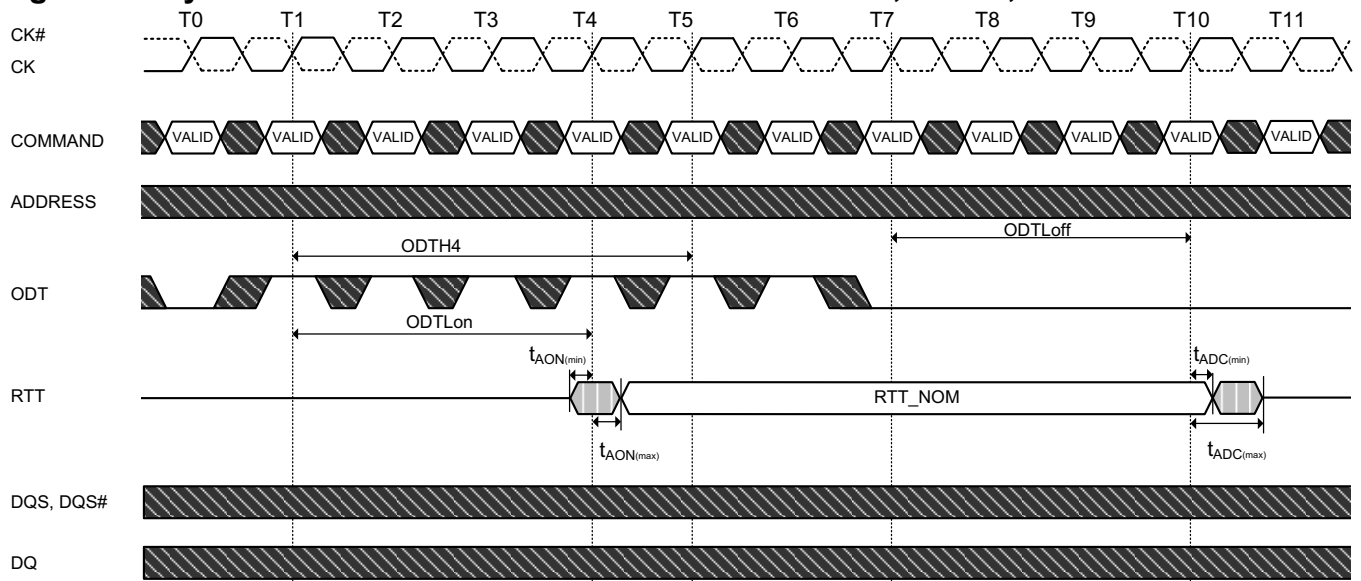 T0 T1 T2 T3 T4 T5 T6 T7 T8 T9 T10 T11
CK#
CK
COMMAND VALID VALID VALID VALID VALID VALID VALID VALID VALID VALID VALID VALID
ADDRESS
ODTLoff
ODTH4
ODT
ODTLon
tAON(min) tADC(min)
RTT RTT_NOM
tAON(max) tADC(max)
DQS, DQS#
DQ